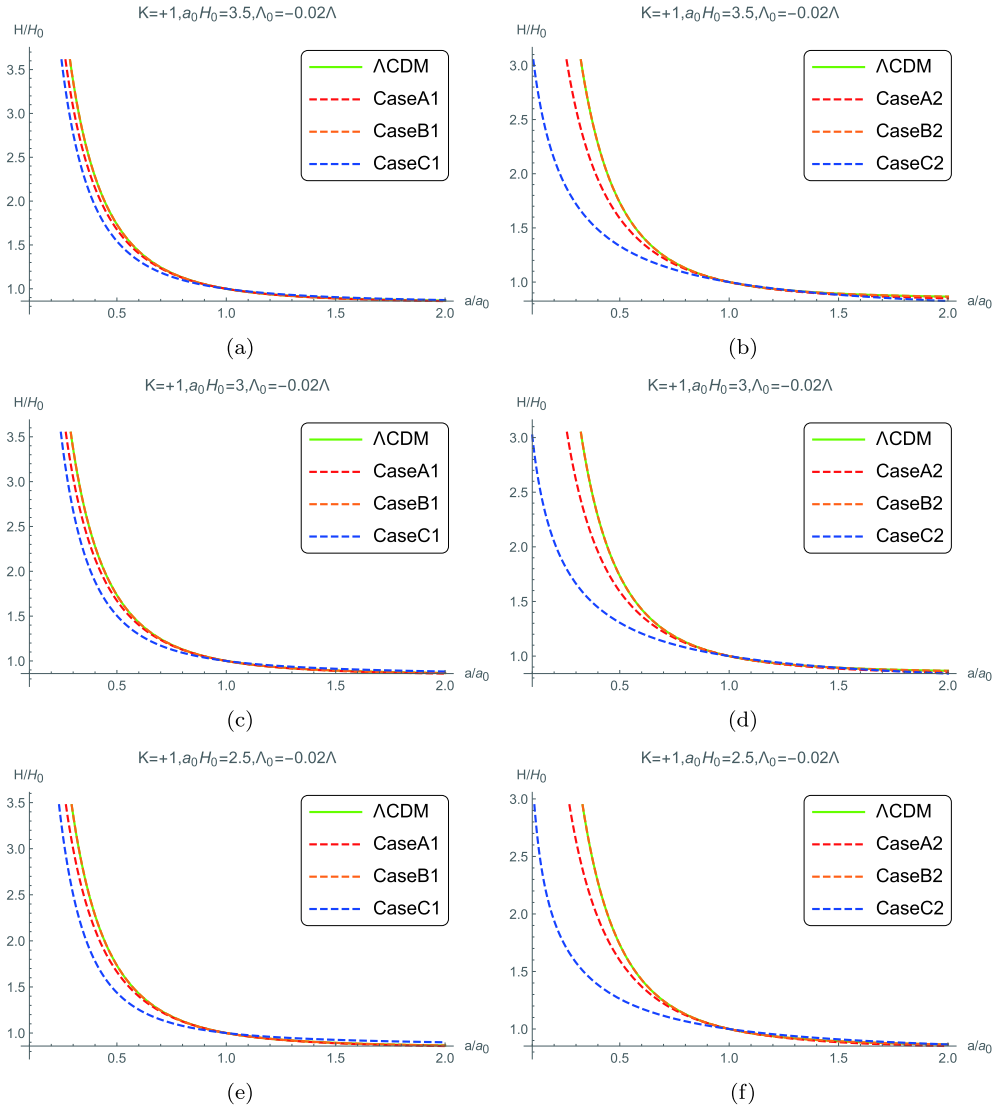 K=+1,a₀H₀=3.5,Λ₀=−0.02Λ
H/H₀
3.5
3.0
2.5
2.0
1.5
1.0
0.5
1.0
1.5
2.0
a/a₀
ΛCDM
CaseA1
CaseB1
CaseC1
(a)
K=+1,a₀H₀=3.5,Λ₀=−0.02Λ
H/H₀
3.0
2.5
2.0
1.5
1.0
0.5
1.0
1.5
2.0
a/a₀
ΛCDM
CaseA2
CaseB2
CaseC2
(b)
K=+1,a₀H₀=3,Λ₀=−0.02Λ
H/H₀
3.5
3.0
2.5
2.0
1.5
1.0
0.5
1.0
1.5
2.0
a/a₀
ΛCDM
CaseA1
CaseB1
CaseC1
(c)
K=+1,a₀H₀=3,Λ₀=−0.02Λ
H/H₀
3.0
2.5
2.0
1.5
1.0
0.5
1.0
1.5
2.0
a/a₀
ΛCDM
CaseA2
CaseB2
CaseC2
(d)
K=+1,a₀H₀=2.5,Λ₀=−0.02Λ
H/H₀
3.5
3.0
2.5
2.0
1.5
1.0
0.5
1.0
1.5
2.0
a/a₀
ΛCDM
CaseA1
CaseB1
CaseC1
(e)
K=+1,a₀H₀=2.5,Λ₀=−0.02Λ
H/H₀
3.0
2.5
2.0
1.5
1.0
0.5
1.0
1.5
2.0
a/a₀
ΛCDM
CaseA2
CaseB2
CaseC2
(f)